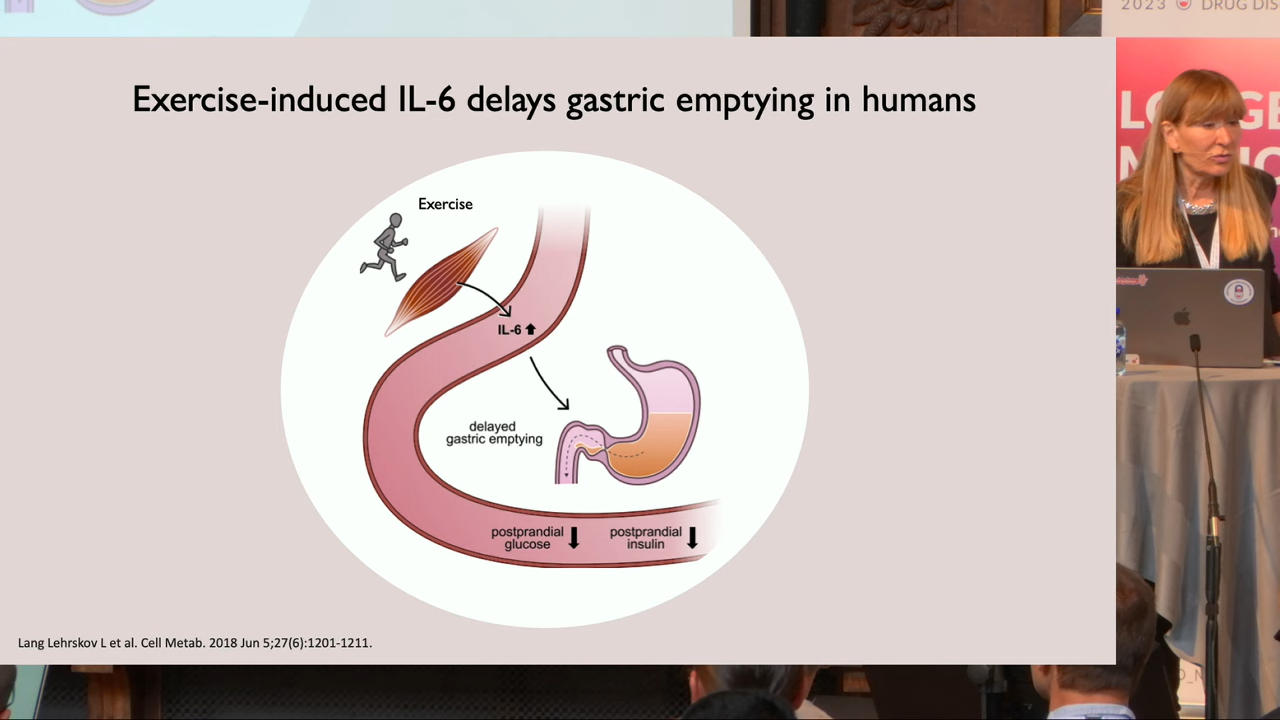 2023 DRUG DIS
Exercise-induced IL-6 delays gastric emptying in humans
Exercise
IL-6
delayed
gastric emptying
postprandial
glucose
postprandial
insulin
Lang Lehrskov L et al. Cell Metab. 2018 Jun 5;27(6):1201-1211.